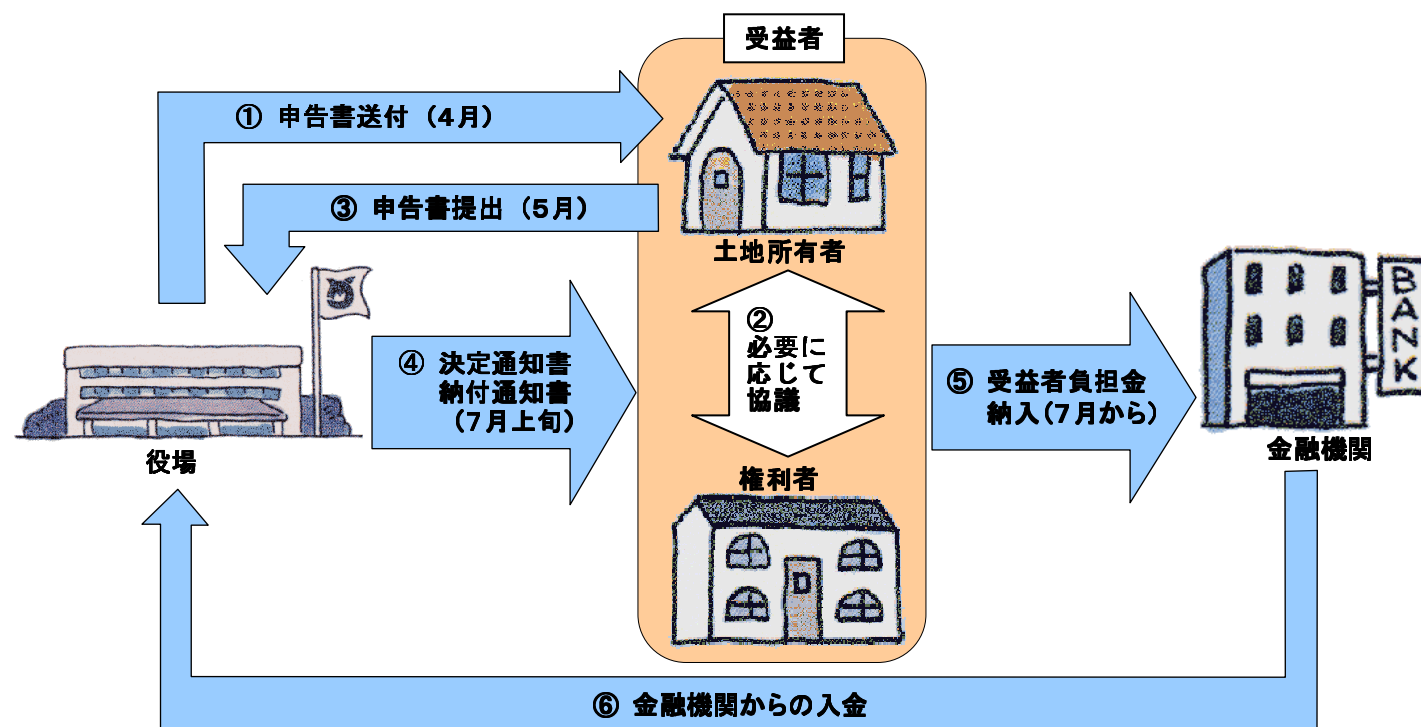 受益者
① 申告書送付（４月）
③ 申告書提出（５月）
土地所有者
②
必要に
応じて
協議
④ 決定通知書
納付通知書
（７月上旬）
⑤ 受益者負担金
納入（７月から）
BANK
役場
権利者
金融機関
⑥ 金融機関からの入金